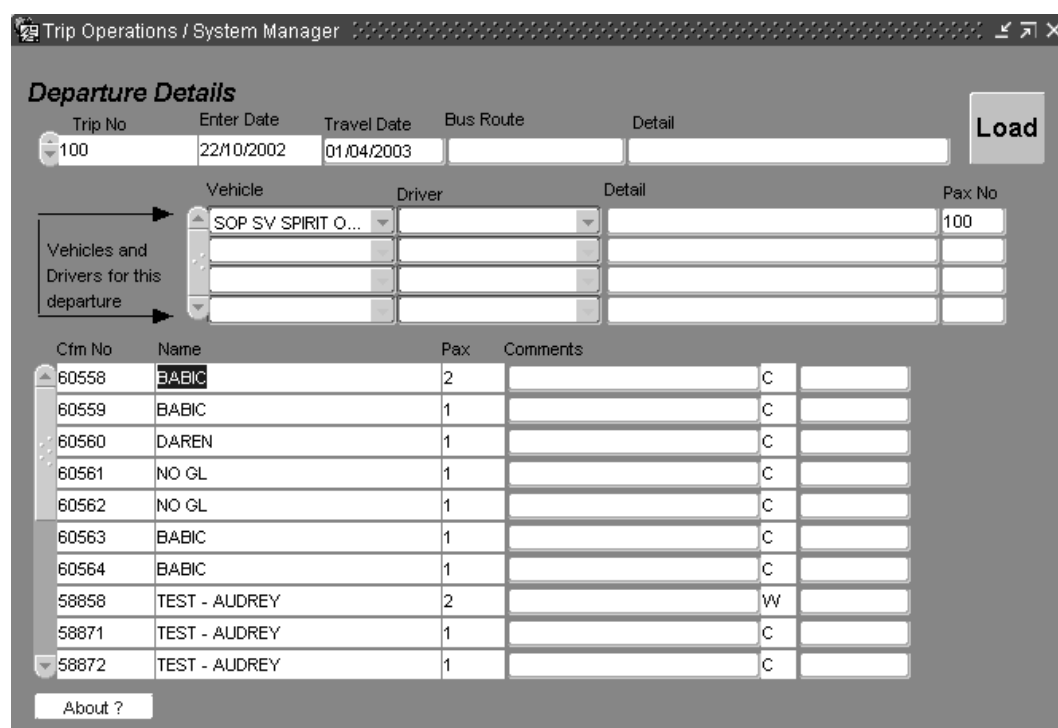 Trip Operations / System Manager
Departure Details
Trip No Enter Date Travel Date Bus Route Detail
100 22/10/2002 01/04/2003
Load
Vehicle Driver Detail Pax No
SOP SV SPIRIT O... 100
Vehicles and
Drivers for this
departure
Cfm No Name Pax Comments
60558 BABIC 2 C
60559 BABIC 1 C
60560 DAREN 1 C
60561 NO GL 1 C
60562 NO GL 1 C
60563 BABIC 1 C
60564 BABIC 1 C
58858 TEST - AUDREY 2 W
58871 TEST - AUDREY 1 C
58872 TEST - AUDREY 1 C
About ?